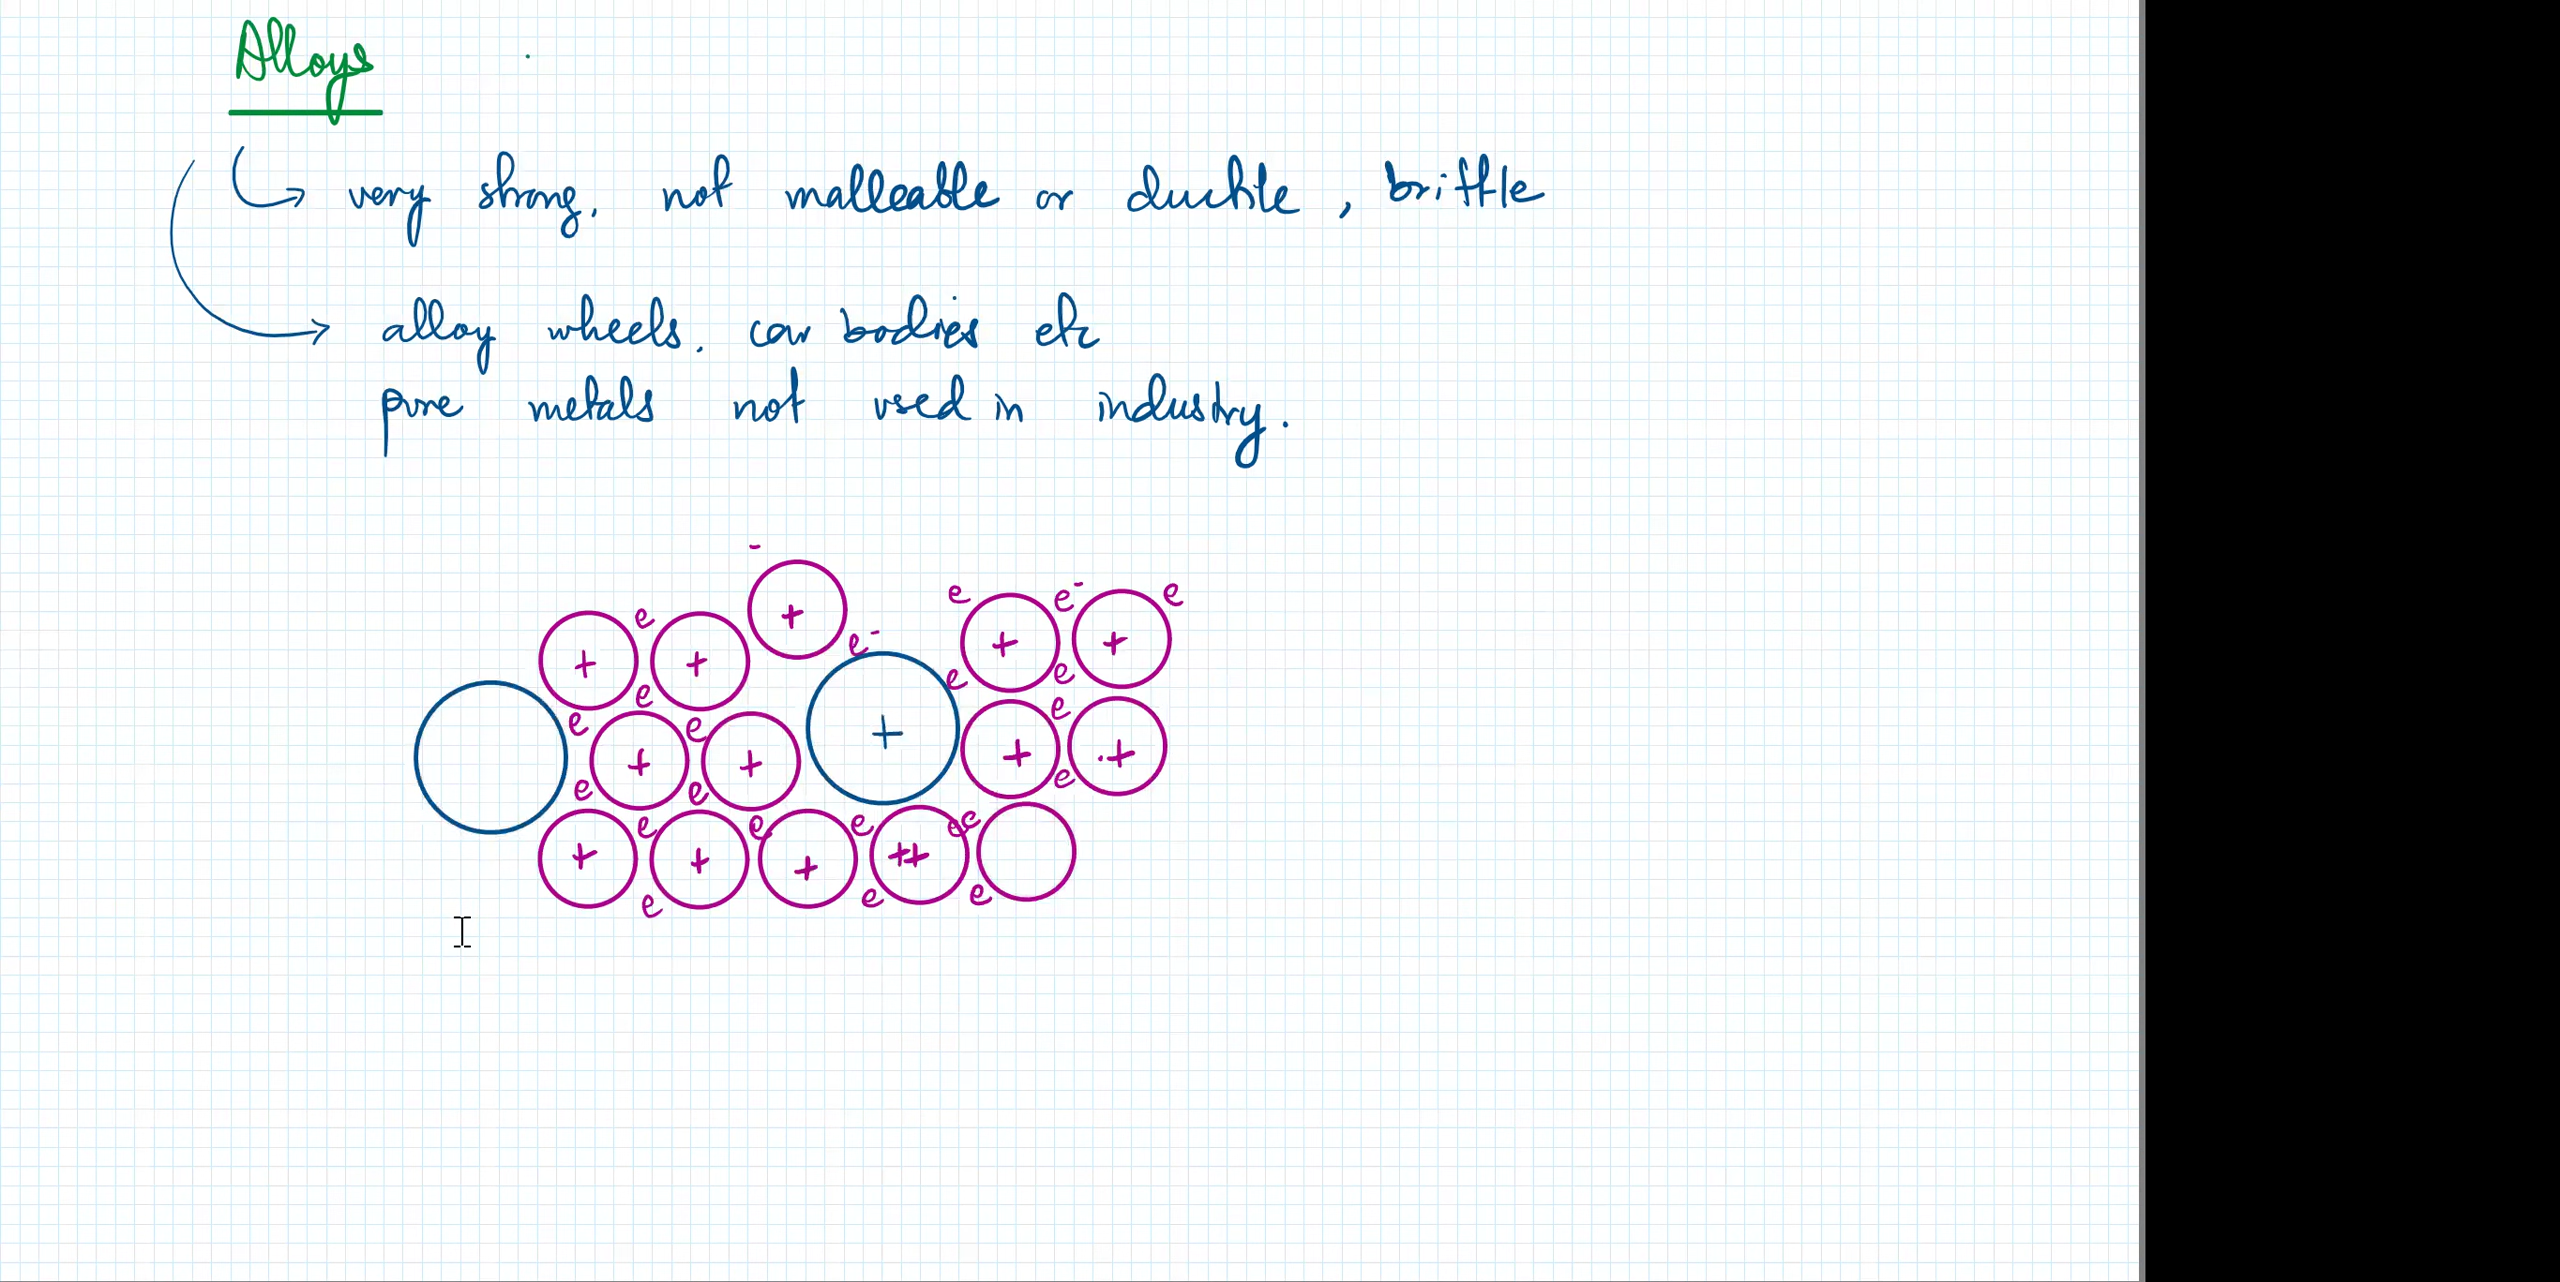 Alloys
very strong, not malleable or ductile, brittle
alloy wheels, car bodies etc
pure metals not used in industry.
-
+ e- e e
+ e + e- + +
e e e
e e + e
+ + + + +
e e e
e e e e e e
+ + + ++
e e e